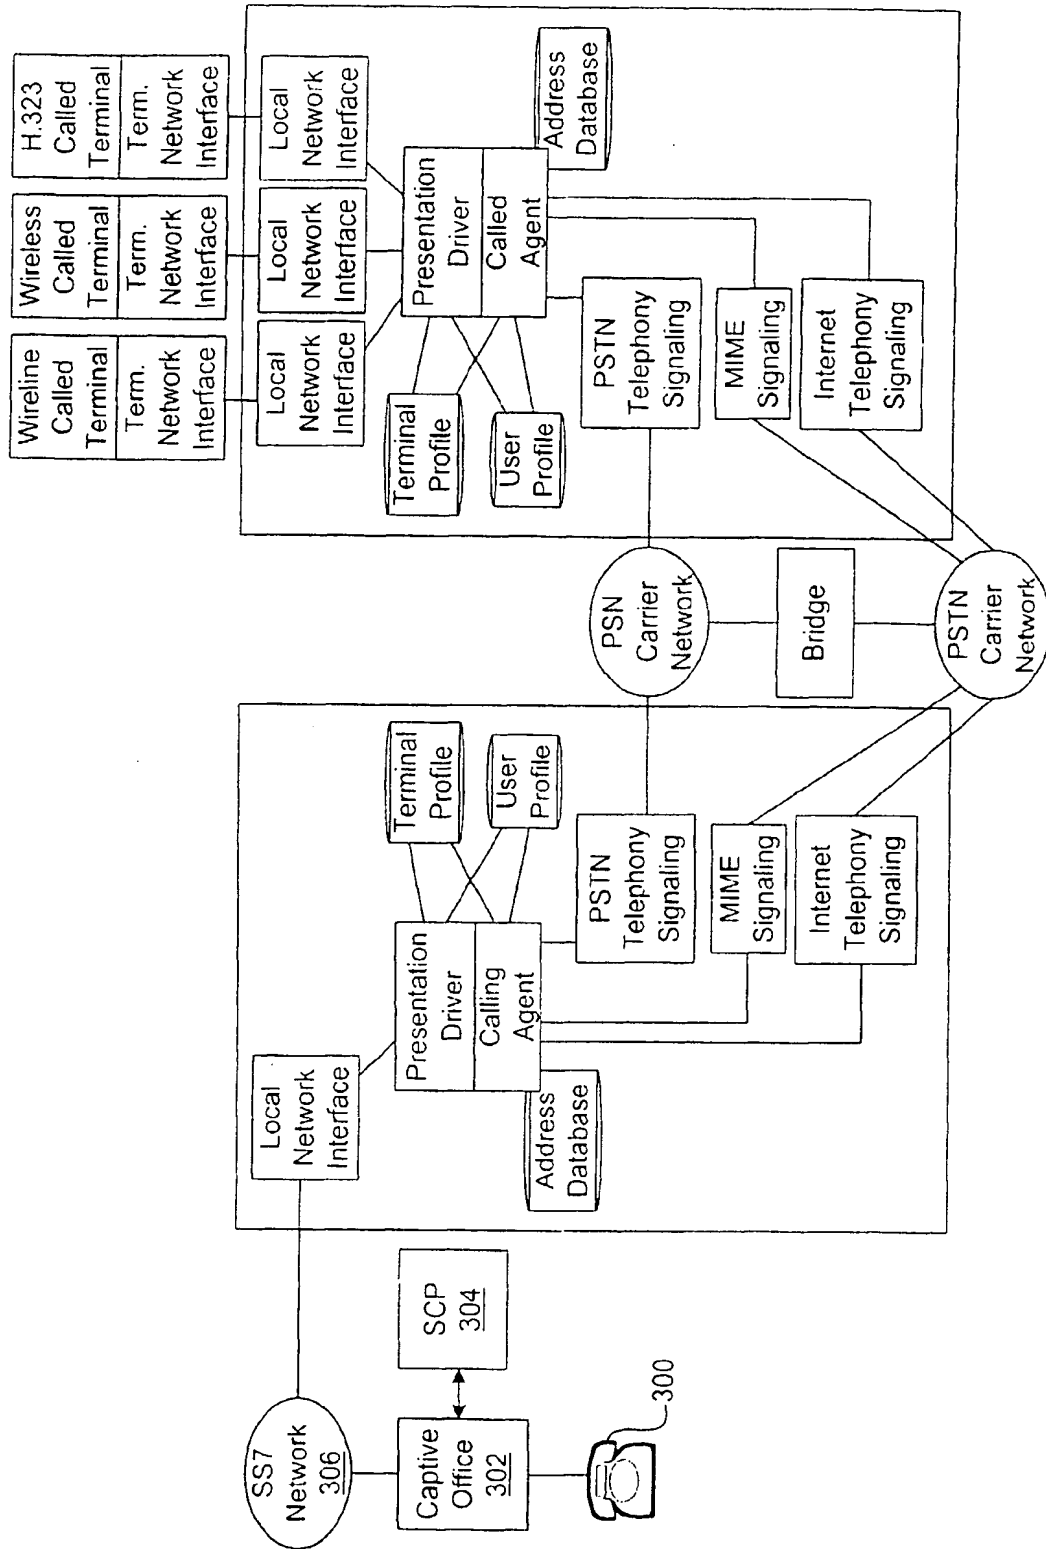 SS7
Network
306
Captive
Office
302
SCP
304
300
Local
Network
Interface
Presentation
Driver
Calling
Agent
Address
Database
Terminal
Profile
User
Profile
PSTN
Telephony
Signaling
MIME
Signaling
Internet
Telephony
Signaling
PSN
Carrier
Network
Bridge
PSTN
Carrier
Network
Wireline
Called
Terminal
Term.
Network
Interface
Wireless
Called
Terminal
Term.
Network
Interface
H.323
Called
Terminal
Term.
Network
Interface
Local
Network
Interface
Local
Network
Interface
Local
Network
Interface
Terminal
Profile
User
Profile
Presentation
Driver
Called
Agent
Address
Database
PSTN
Telephony
Signaling
MIME
Signaling
Internet
Telephony
Signaling